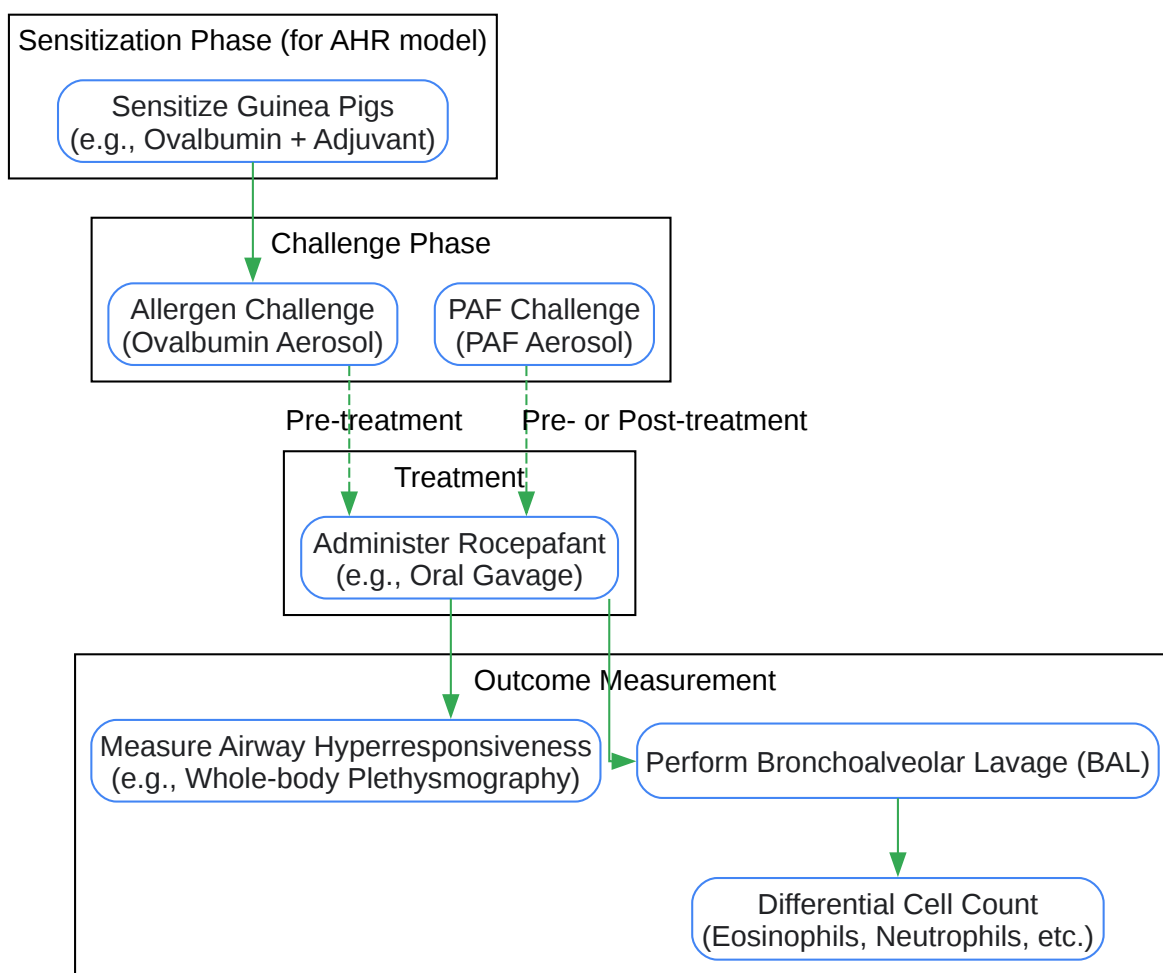 Sensitization Phase (for AHR model)
Sensitize Guinea Pigs
(e.g., Ovalbumin + Adjuvant)
Challenge Phase
Allergen Challenge
(Ovalbumin Aerosol)
PAF Challenge
(PAF Aerosol)
Pre-treatment
Pre- or Post-treatment
Treatment
Administer Rocepafant
(e.g., Oral Gavage)
Outcome Measurement
Measure Airway Hyperresponsiveness
(e.g., Whole-body Plethysmography)
Perform Bronchoalveolar Lavage (BAL)
Differential Cell Count
(Eosinophils, Neutrophils, etc.)